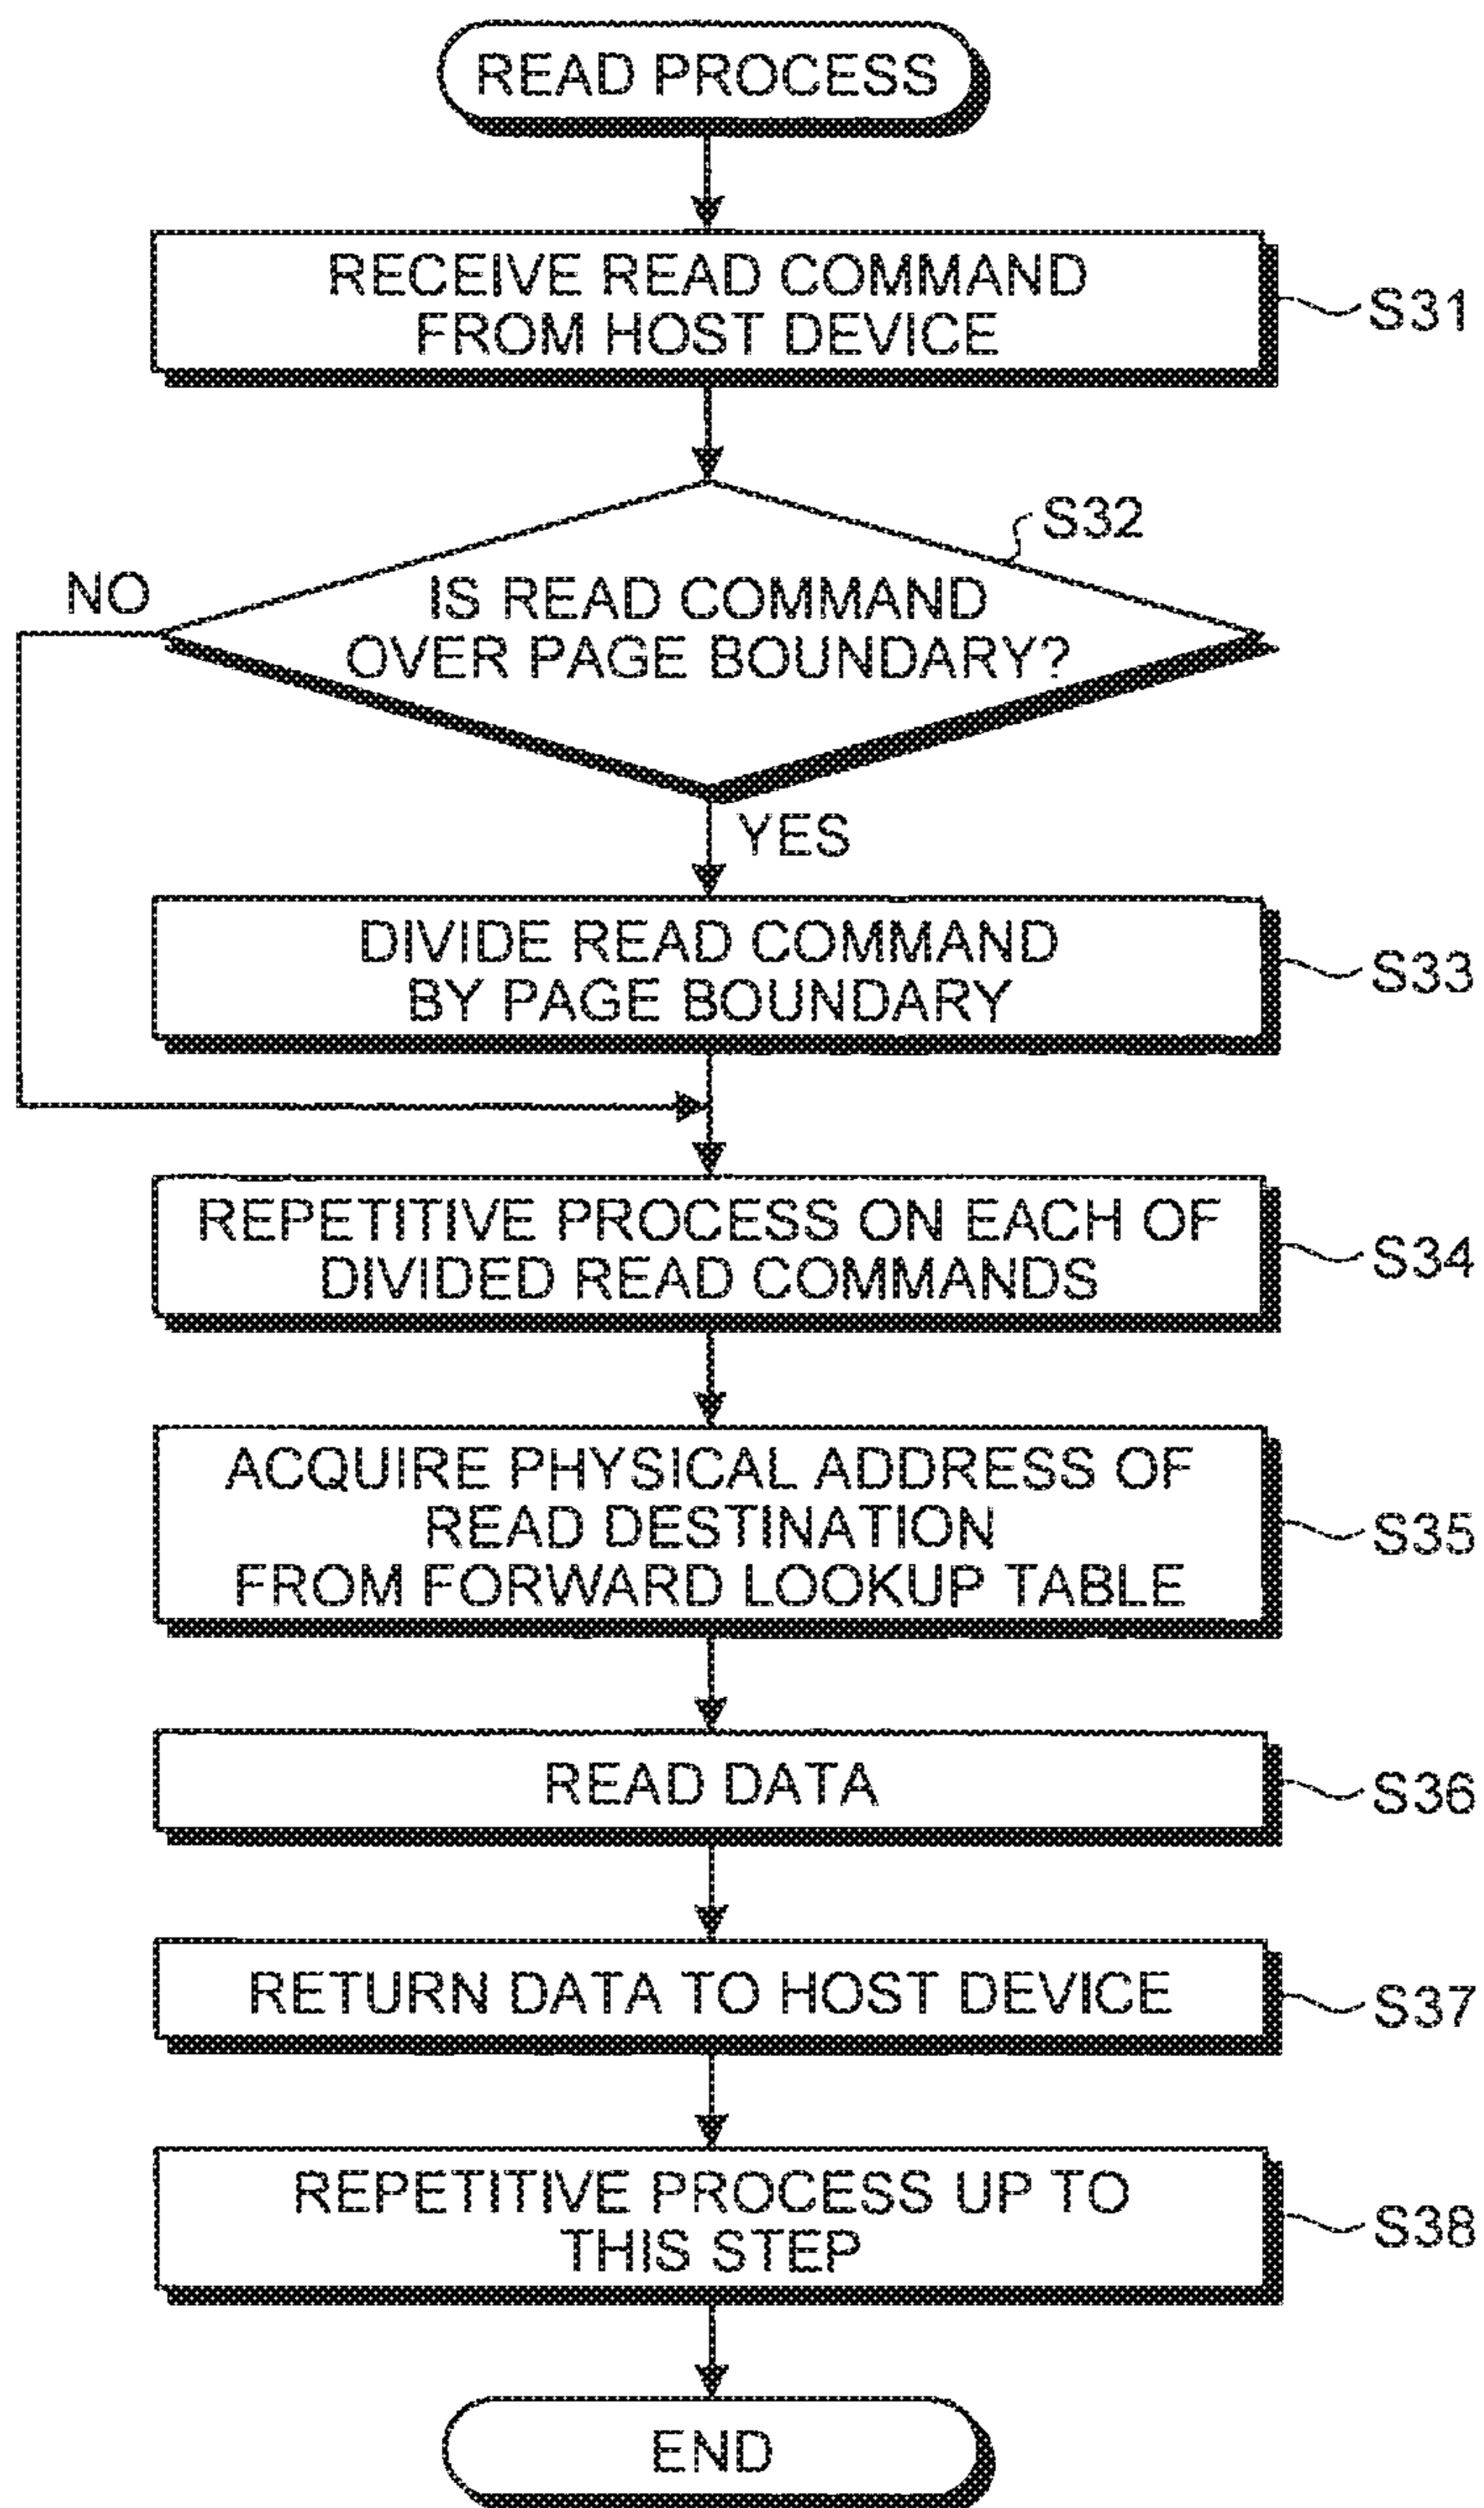 READ PROCESS
RECEIVE READ COMMAND
FROM HOST DEVICE
S31
S32
NO
IS READ COMMAND
OVER PAGE BOUNDARY?
YES
DIVIDE READ COMMAND
BY PAGE BOUNDARY
S33
REPETITIVE PROCESS ON EACH OF
DIVIDED READ COMMANDS
S34
ACQUIRE PHYSICAL ADDRESS OF
READ DESTINATION
FROM FORWARD LOOKUP TABLE
S35
READ DATA
S36
RETURN DATA TO HOST DEVICE
S37
REPETITIVE PROCESS UP TO
THIS STEP
S38
END